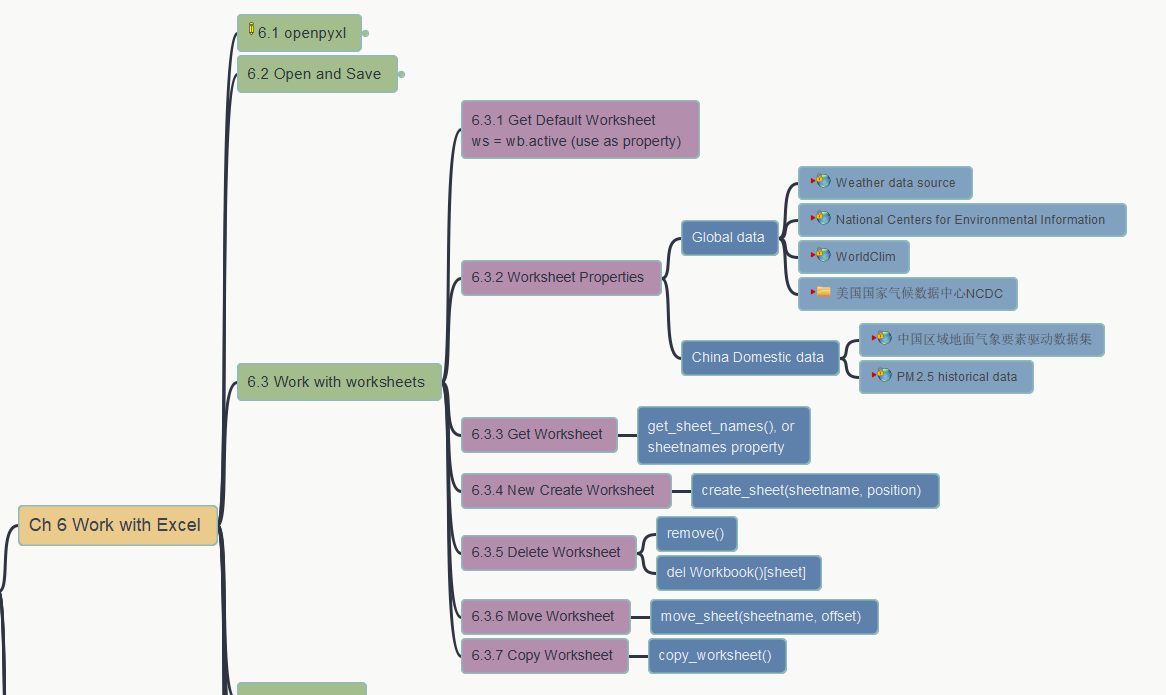 6.1 openpyxl
6.2 Open and Save
6.3.1 Get Default Worksheet
ws = wb.active (use as property)
Weather data source
National Centers for Environmental Information
Global data
WorldClim
6.3.2 Worksheet Properties
美国国家气候数据中心NCDC
中国区域地面气象要素驱动数据集
China Domestic data
PM2.5 historical data
6.3 Work with worksheets
6.3.3 Get Worksheet
get_sheet_names(), or
sheetnames property
6.3.4 New Create Worksheet
create_sheet(sheetname, position)
Ch 6 Work with Excel
6.3.5 Delete Worksheet
remove()
del Workbook()[sheet]
6.3.6 Move Worksheet
move_sheet(sheetname, offset)
6.3.7 Copy Worksheet
copy_worksheet()